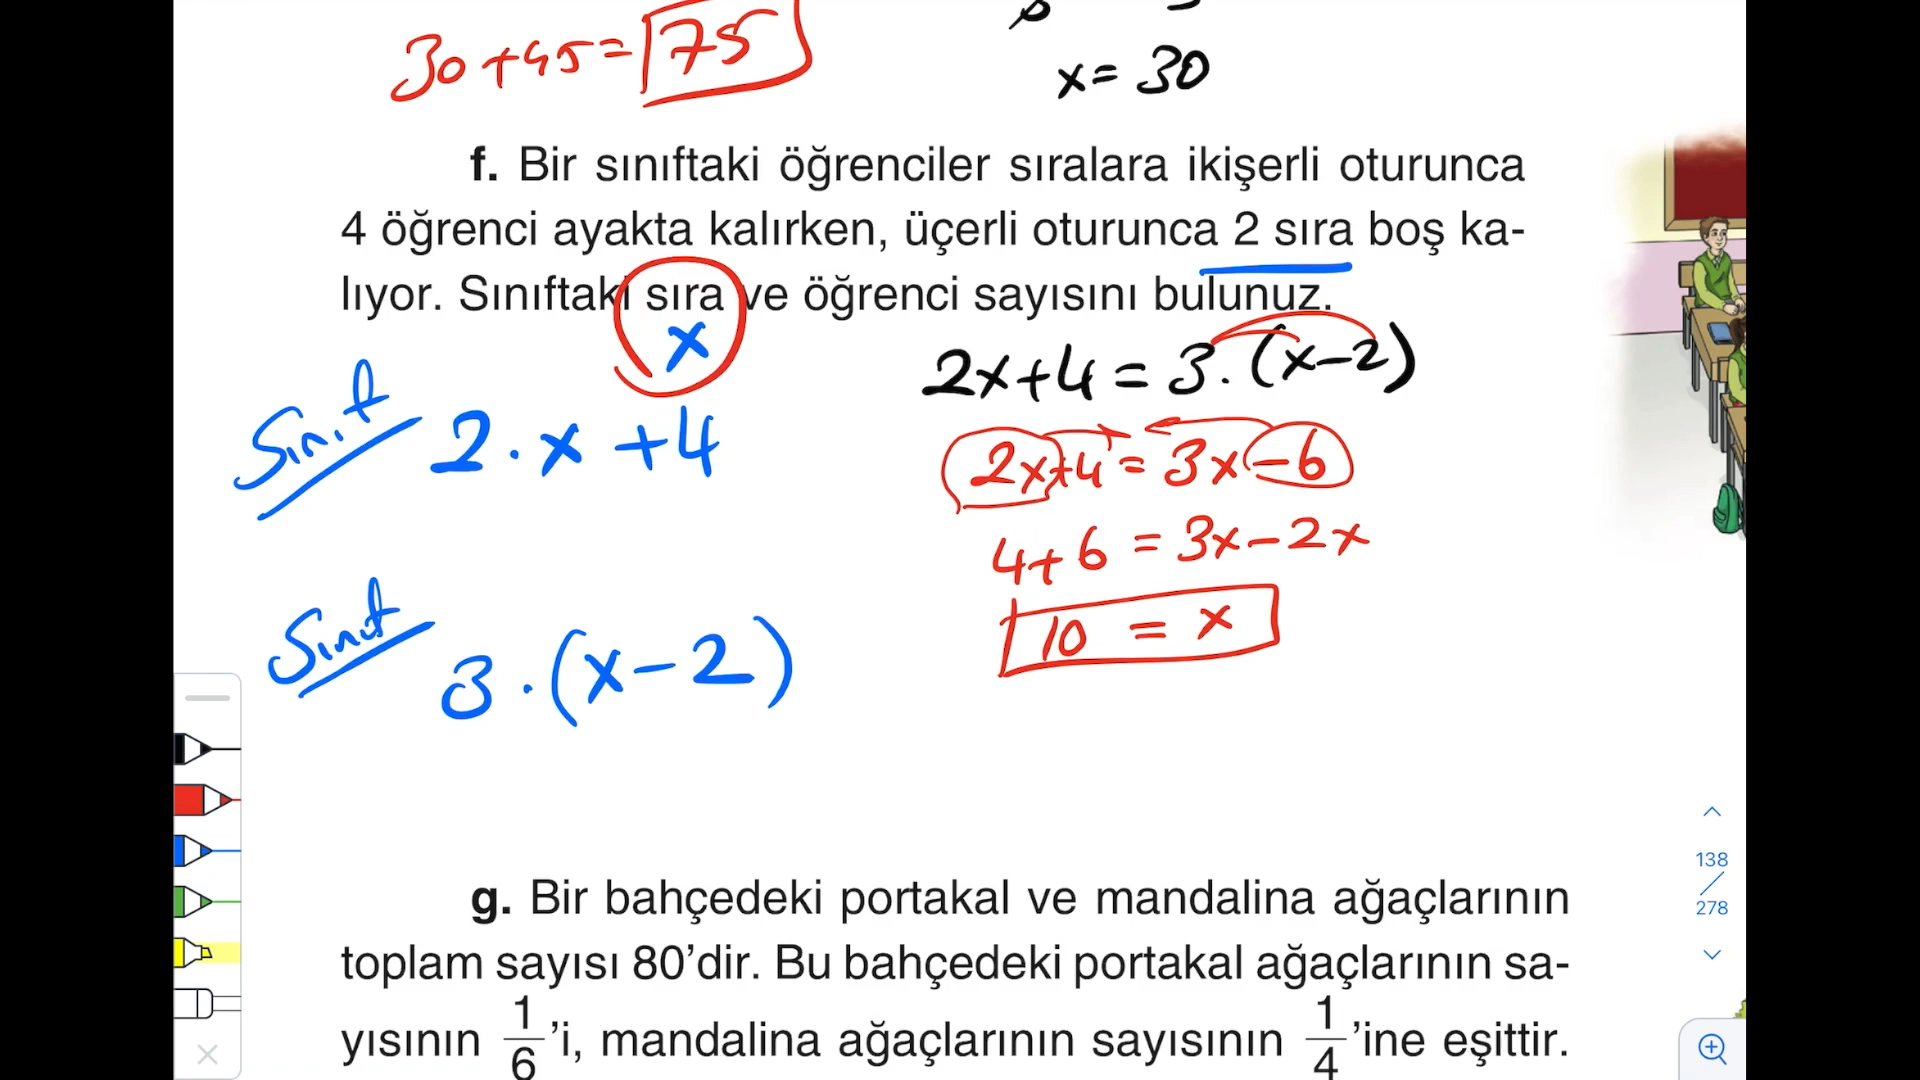 30+45=75
x=30
f. Bir sınıftaki öğrenciler sıralara ikişerli oturunca
4 öğrenci ayakta kalırken, üçerli oturunca 2 sıra boş ka-
lıyor. Sınıftaki sıra ve öğrenci sayısını bulunuz.
x
2x+4=3.(x-2)
Sınıf 2.x+4
2x+4=3x-6
4+6=3x-2x
10=x
Sınıf 3.(x-2)
138
278
g. Bir bahçedeki portakal ve mandalina ağaçlarının
toplam sayısı 80’dir. Bu bahçedeki portakal ağaçlarının sa-
yısının 1/6’i, mandalina ağaçlarının sayısının 1/4’ine eşittir.